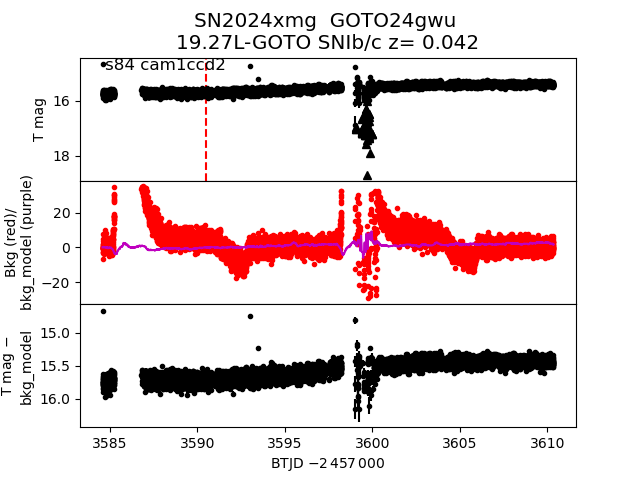 SN2024xmg  GOTO24gwu
19.27L-GOTO SNIb/c z= 0.042
s84 cam1ccd2
T mag
16
18
Bkg (red)/
bkg_model (purple)
20
0
−20
T mag −
bkg_model
15.0
15.5
16.0
3585 3590 3595 3600 3605 3610
BTJD −2 457 000